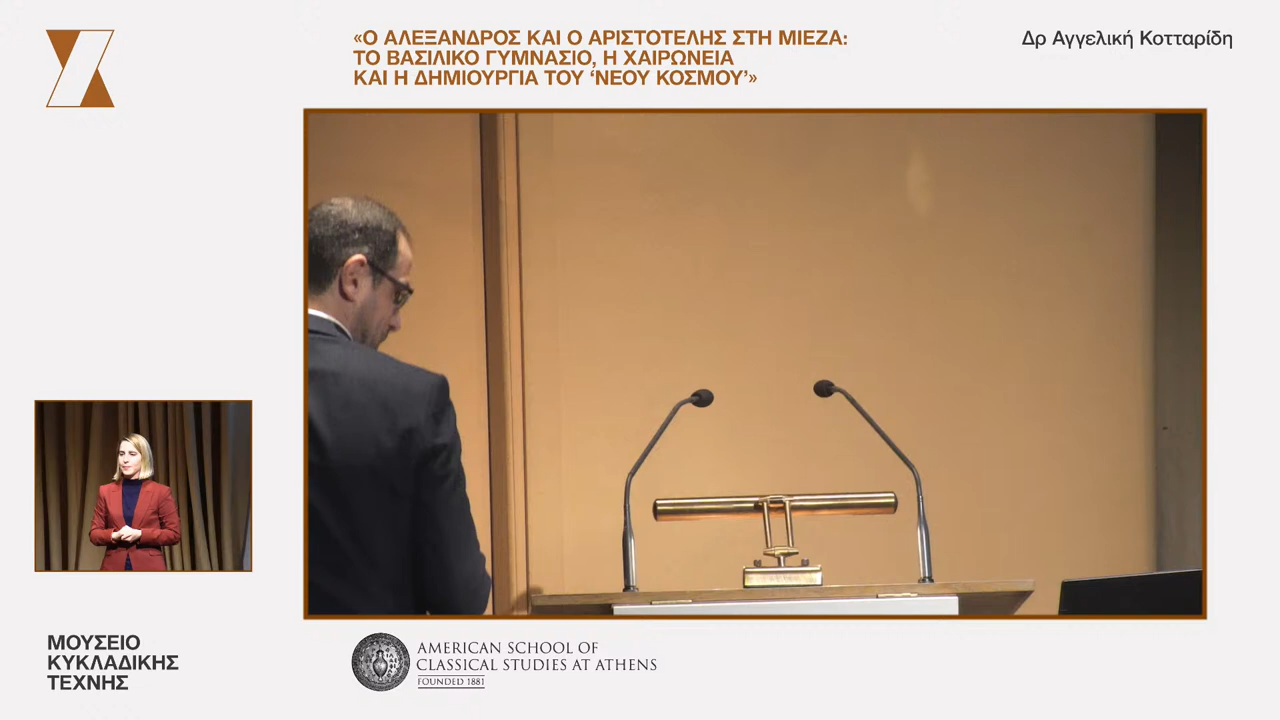 «Ο ΑΛΕΞΑΝΔΡΟΣ ΚΑΙ Ο ΑΡΙΣΤΟΤΕΛΗΣ ΣΤΗ ΜΙΕΖΑ:
ΤΟ ΒΑΣΙΛΙΚΟ ΓΥΜΝΑΣΙΟ, Η ΧΑΙΡΩΝΕΙΑ
ΚΑΙ Η ΔΗΜΙΟΥΡΓΙΑ ΤΟΥ ‘ΝΕΟΥ ΚΟΣΜΟΥ’»
Δρ Αγγελική Κοτταρίδη
ΜΟΥΣΕΙΟ
ΚΥΚΛΑΔΙΚΗΣ
ΤΕΧΝΗΣ
AMERICAN SCHOOL OF
CLASSICAL STUDIES AT ATHENS
FOUNDED 1881